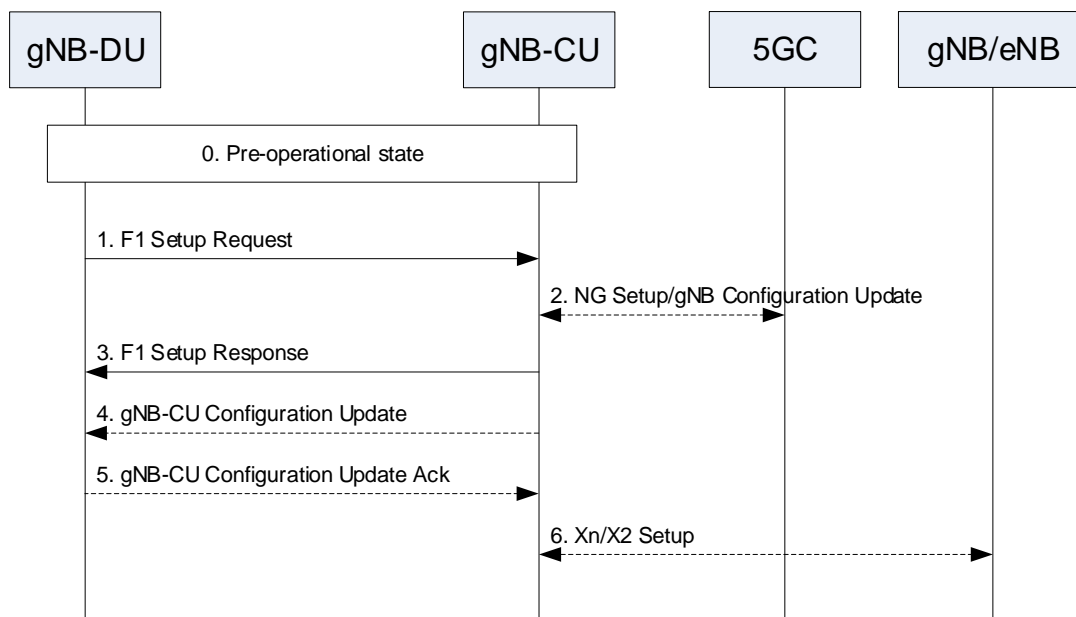 gNB-DU
gNB-CU
5GC
gNB/eNB
0. Pre-operational state
1. F1 Setup Request
2. NG Setup/gNB Configuration Update
3. F1 Setup Response
4. gNB-CU Configuration Update
5. gNB-CU Configuration Update Ack
6. Xn/X2 Setup